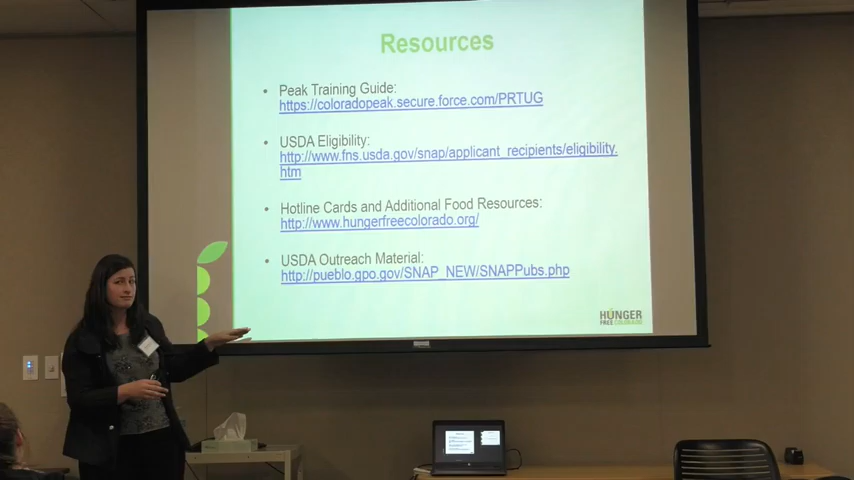 Resources
• Peak Training Guide:
https://coloradopeak.secure.force.com/PRTUG
• USDA Eligibility:
http://www.fns.usda.gov/snap/applicant_recipients/eligibility.
htm
• Hotline Cards and Additional Food Resources:
http://www.hungerfreecolorado.org/
• USDA Outreach Material:
http://pueblo.gpo.gov/SNAP_NEW/SNAPPubs.php
HUNGER
FREE COLORADO